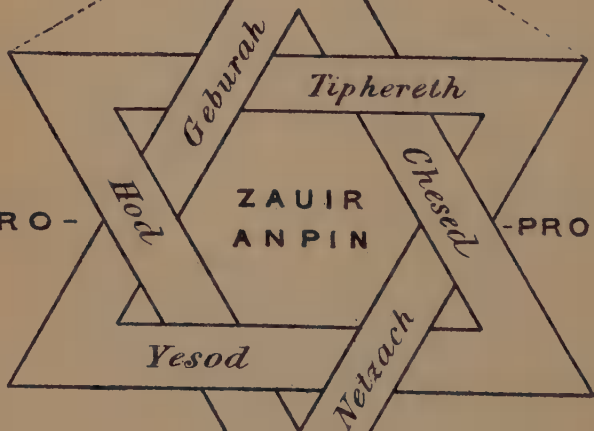 Geburah
Tiphereth
Chesed
Hod
ZAUIR
ANPIN
RO-
-PRO
Yesod
Netzach